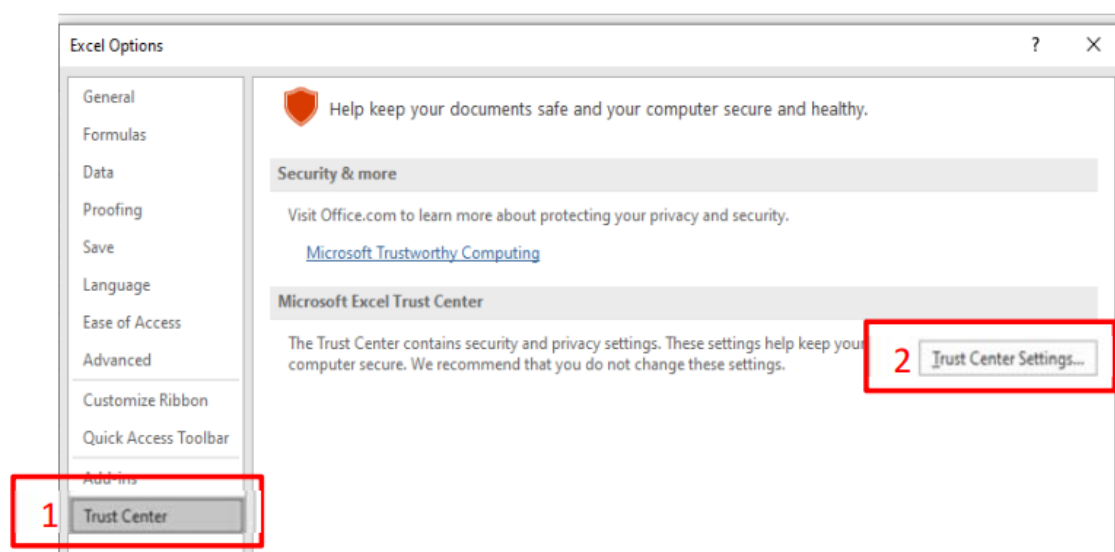 Excel Options
?
X
General
Formulas
Data
Proofing
Save
Language
Ease of Access
Advanced
Customize Ribbon
Quick Access Toolbar
Add-ins
1
Trust Center
Help keep your documents safe and your computer secure and healthy.
Security & more
Visit Office.com to learn more about protecting your privacy and security.
Microsoft Trustworthy Computing
Microsoft Excel Trust Center
The Trust Center contains security and privacy settings. These settings help keep your
computer secure. We recommend that you do not change these settings.
2
Trust Center Settings...